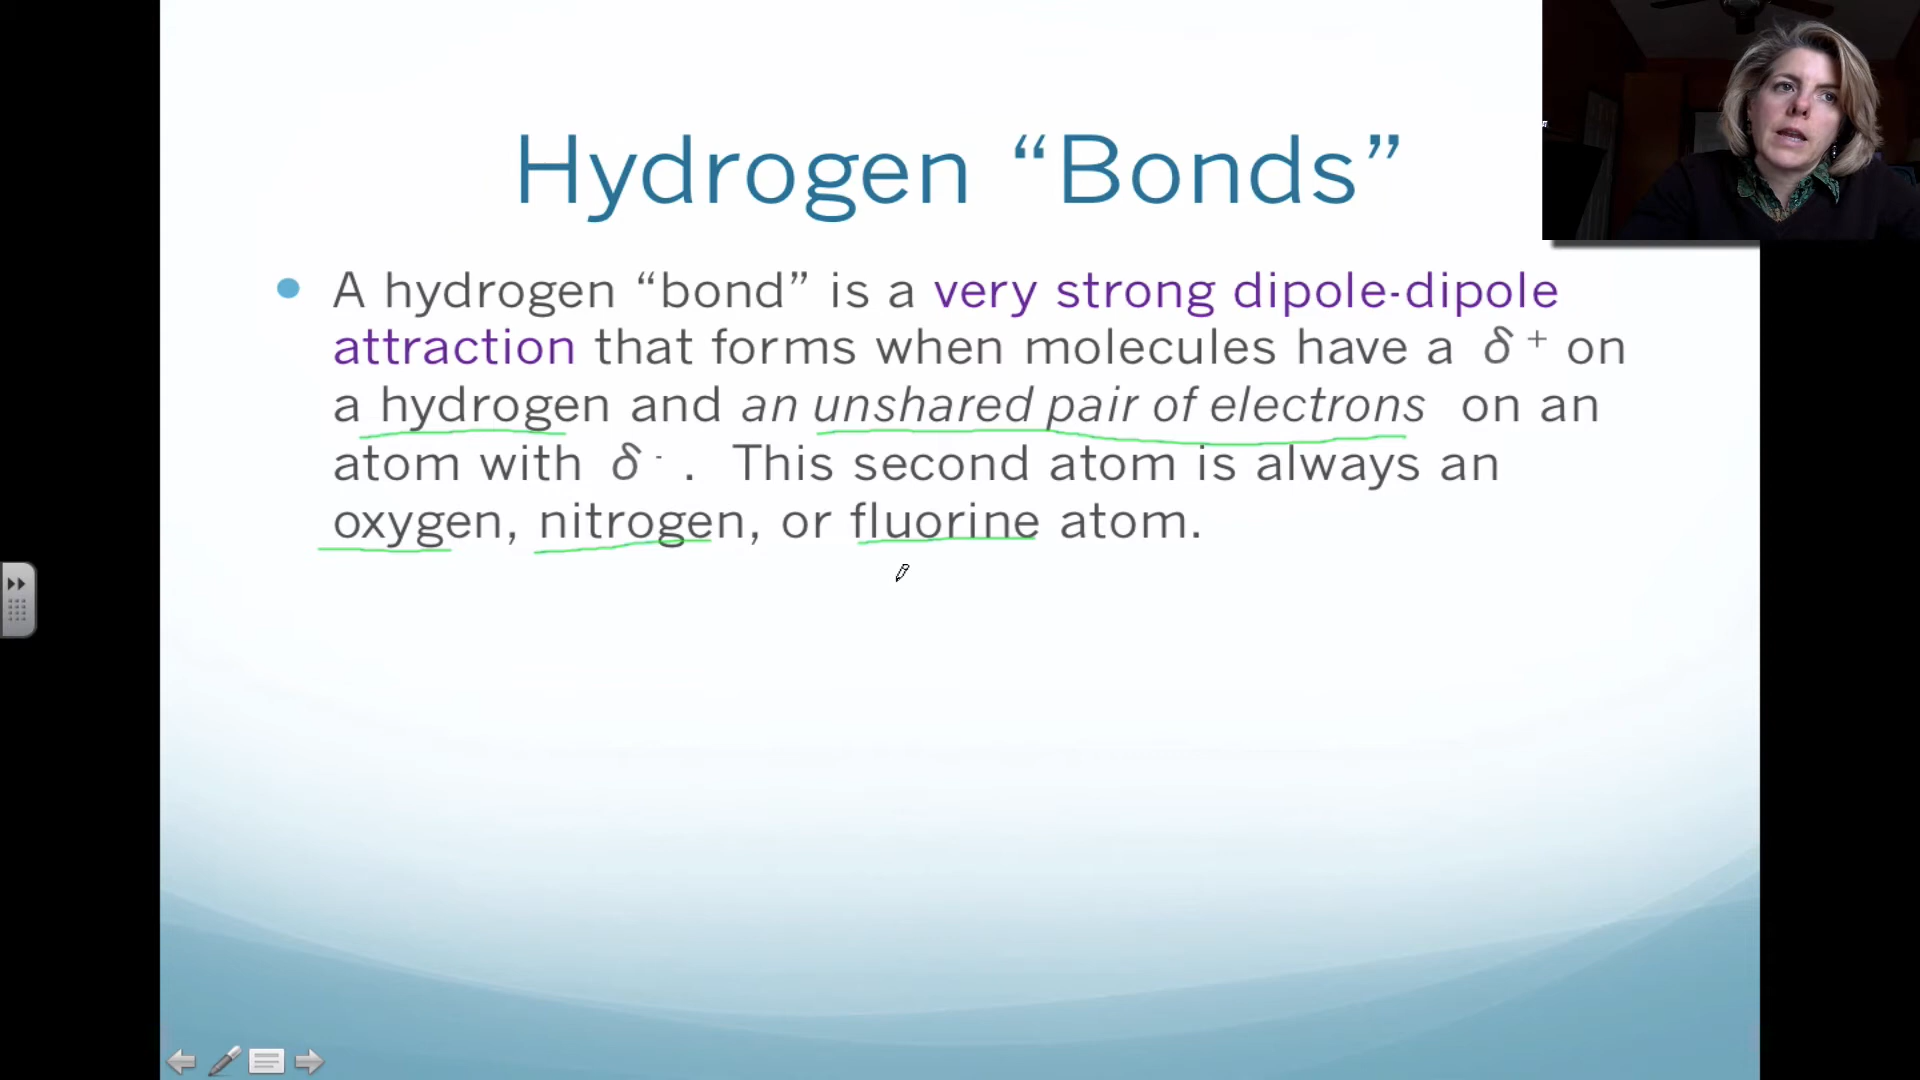 Hydrogen “Bonds”
A hydrogen “bond” is a very strong dipole-dipole
attraction that forms when molecules have a δ⁺ on
a hydrogen and an unshared pair of electrons on an
atom with δ⁻. This second atom is always an
oxygen, nitrogen, or fluorine atom.